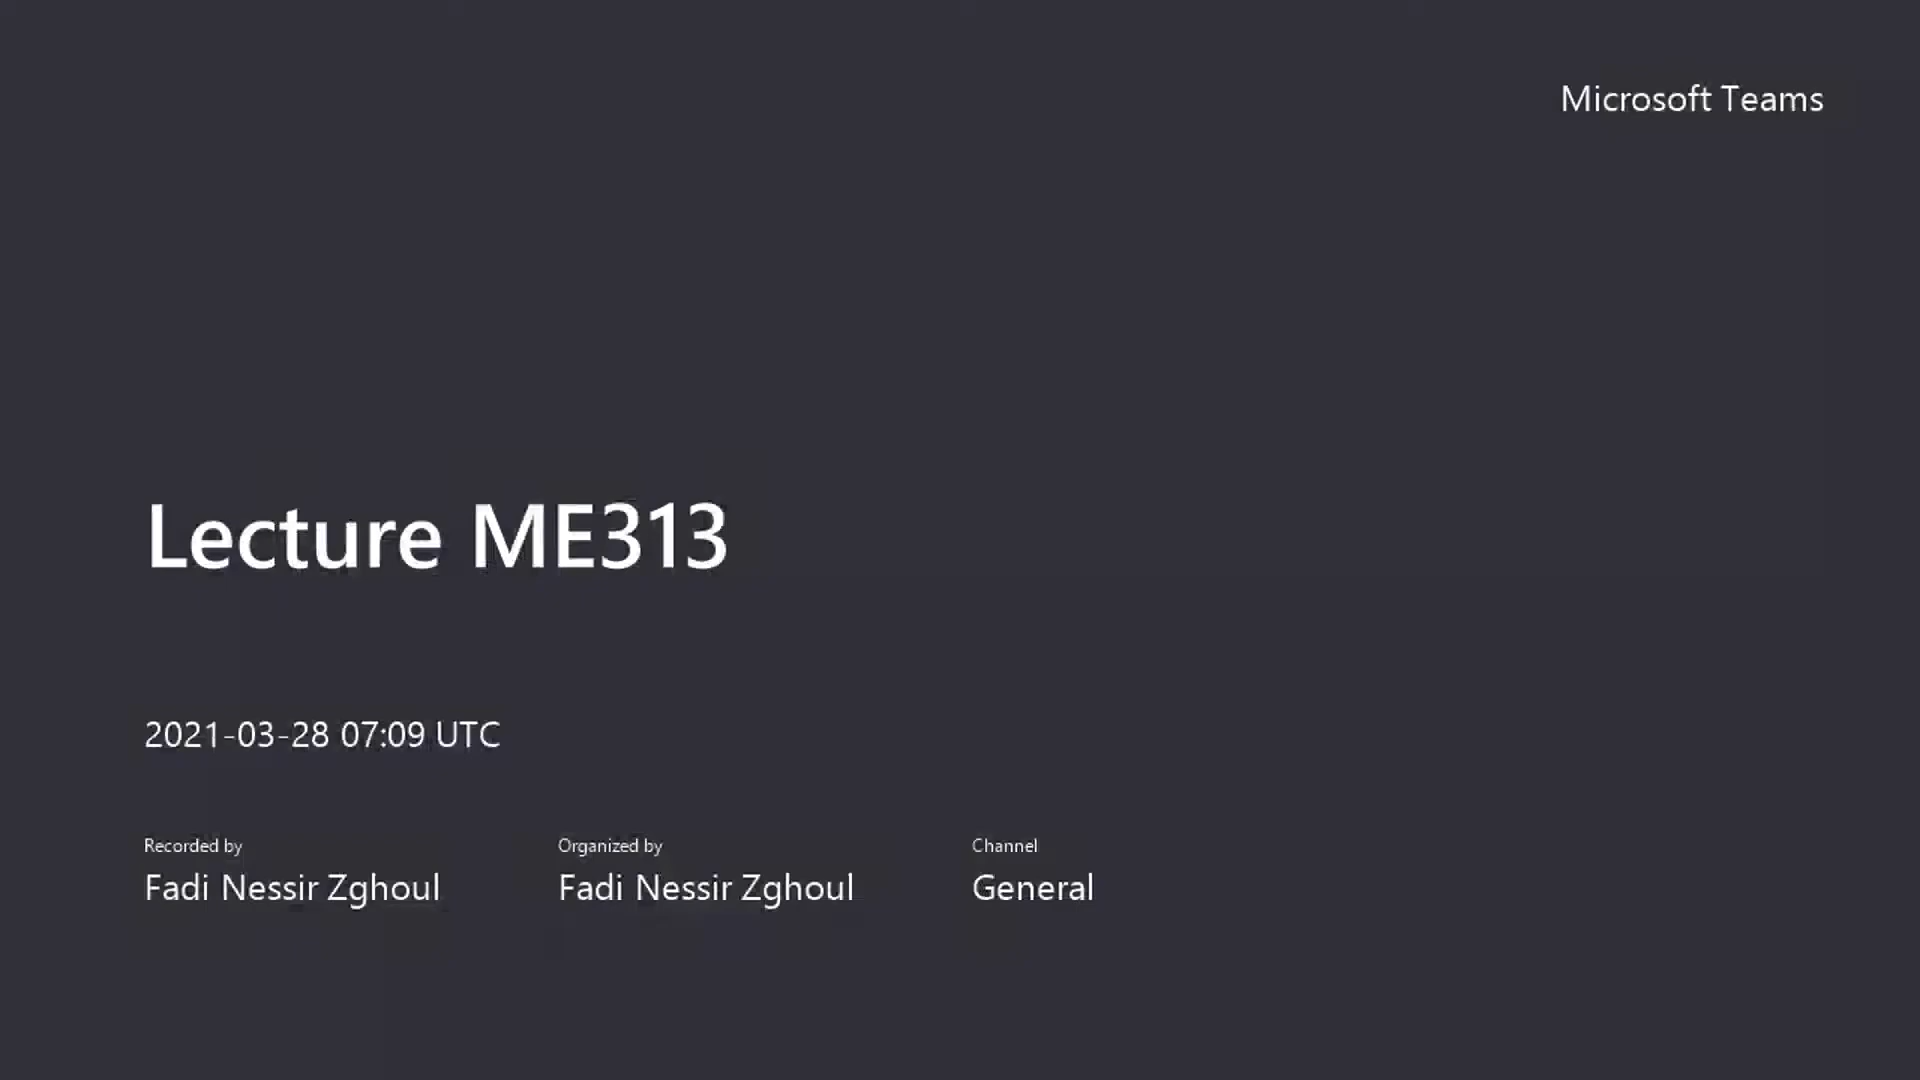 Microsoft Teams
Lecture ME313
2021-03-28 07:09 UTC
Recorded by
Fadi Nessir Zghoul
Organized by
Fadi Nessir Zghoul
Channel
General